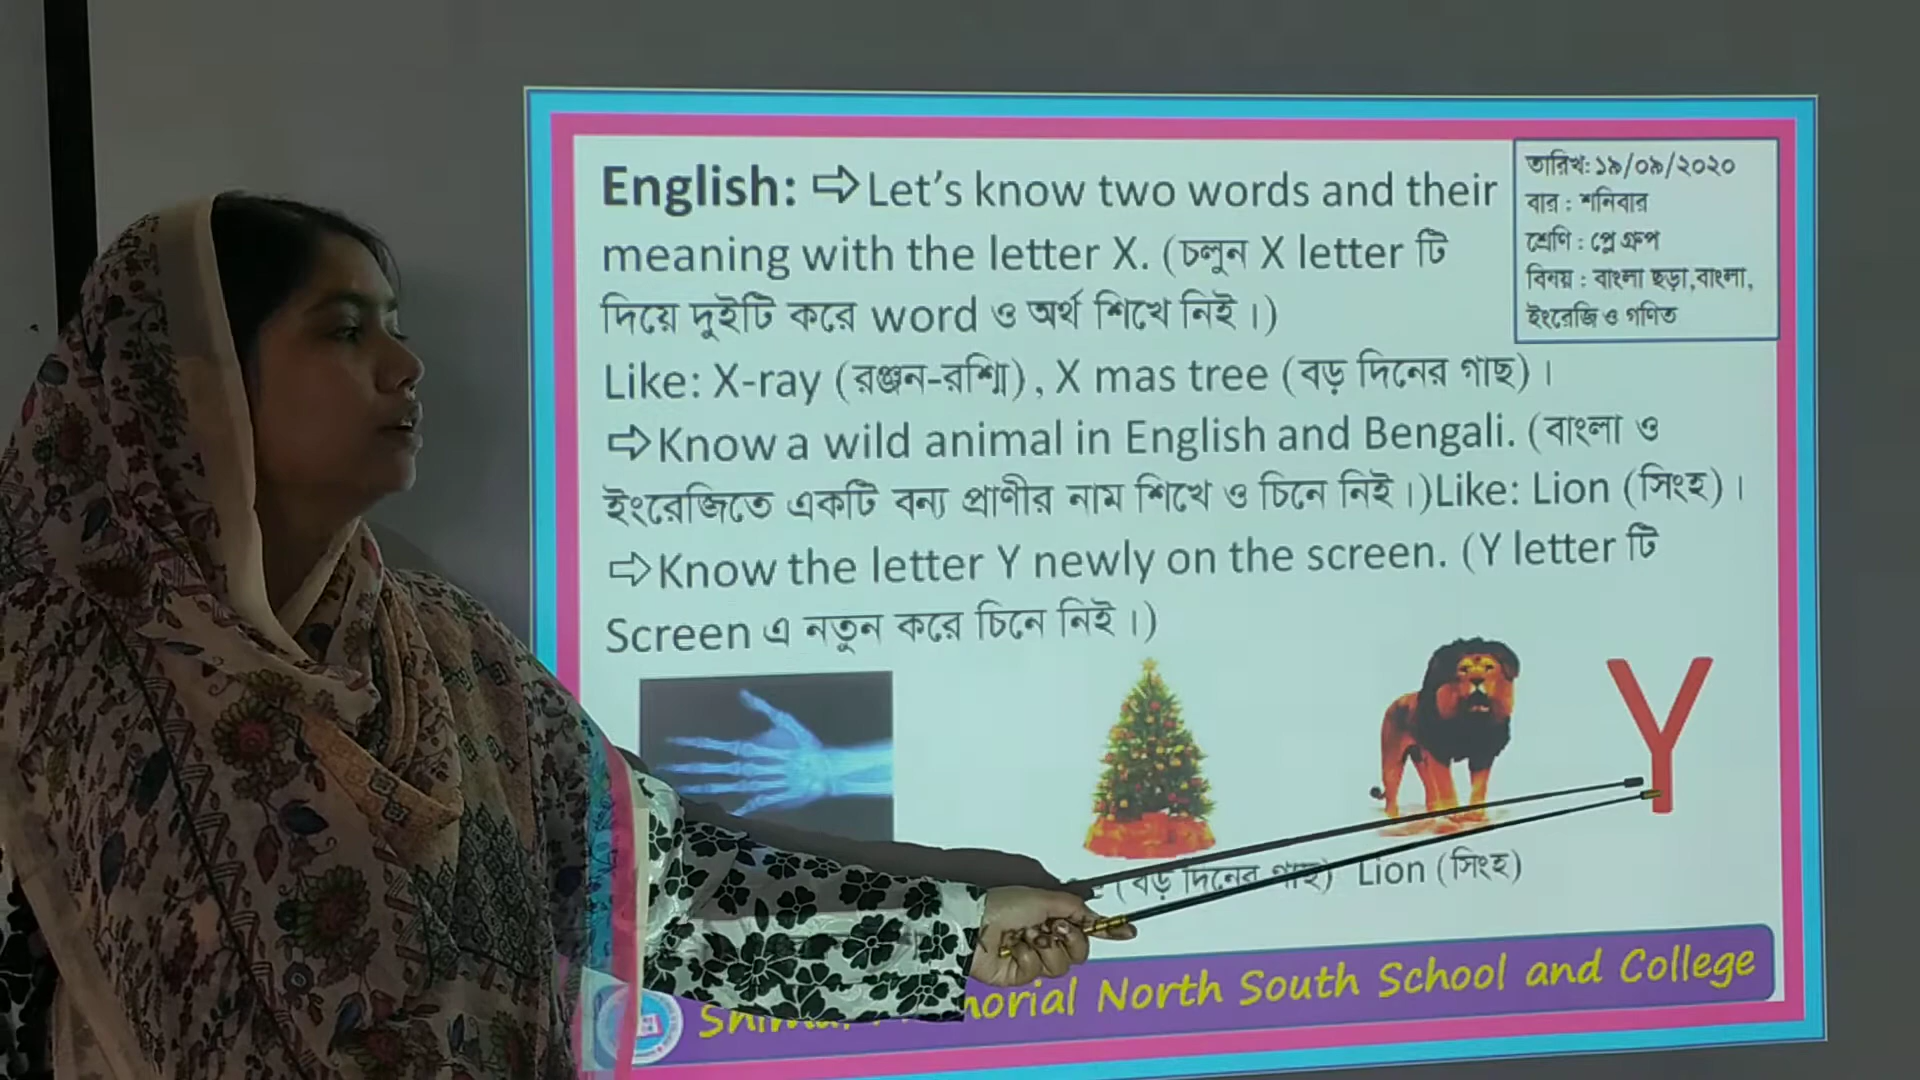 English: ⇨Let's know two words and their
meaning with the letter X. (চলুন X letter টি
দিয়ে দুইটি করে word ও অর্থ শিখে নিই।)
Like: X-ray (রঞ্জন-রশ্মি), X mas tree (বড় দিনের গাছ)।
⇨Know a wild animal in English and Bengali. (বাংলা ও
ইংরেজিতে একটি বন্য প্রাণীর নাম শিখে ও চিনে নিই।)Like: Lion (সিংহ)।
⇨Know the letter Y newly on the screen. (Y letter টি
Screen এ নতুন করে চিনে নিই।)
তারিখ: ১৯/০৯/২০২০
বার : শনিবার
শ্রেণি : প্লে গ্রুপ
বিষয় : বাংলা ছড়া,বাংলা,
ইংরেজি ও গণিত
Y
(বড় দিনের গাছ) Lion (সিংহ)
North South School and College